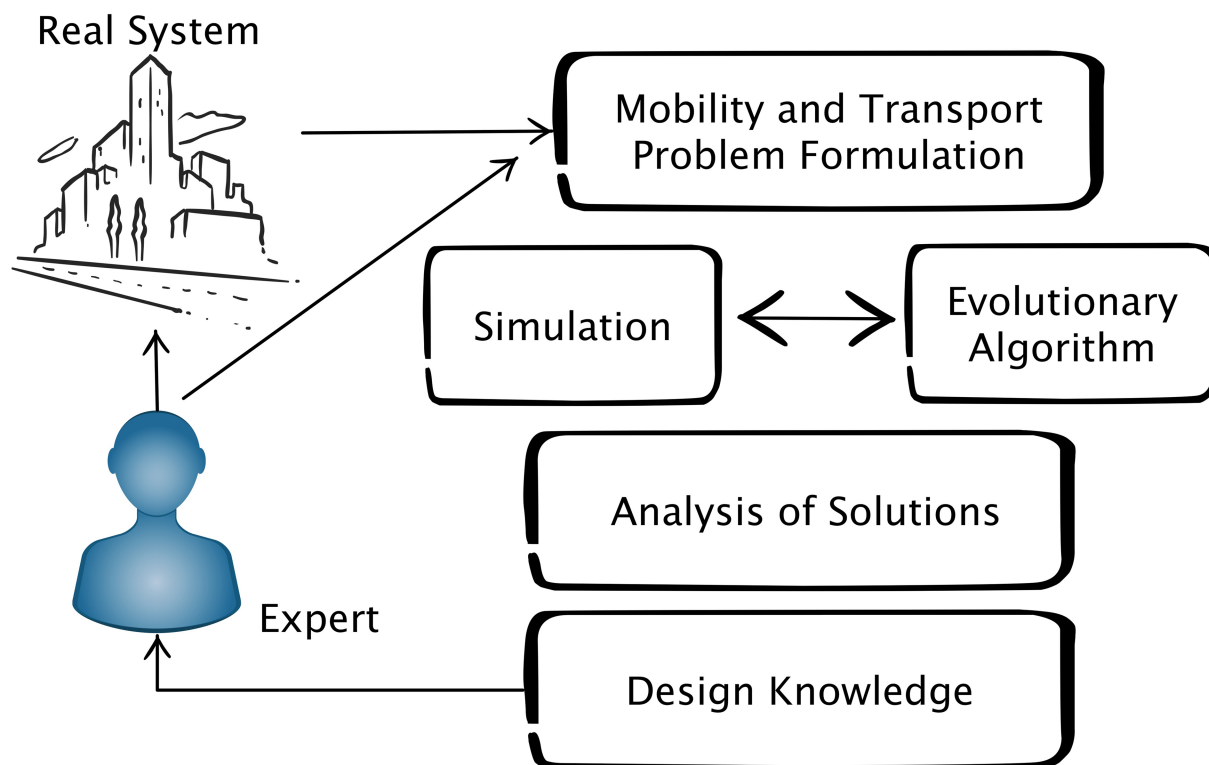 Real System
Mobility and Transport
Problem Formulation
Simulation
Evolutionary
Algorithm
Analysis of Solutions
Expert
Design Knowledge